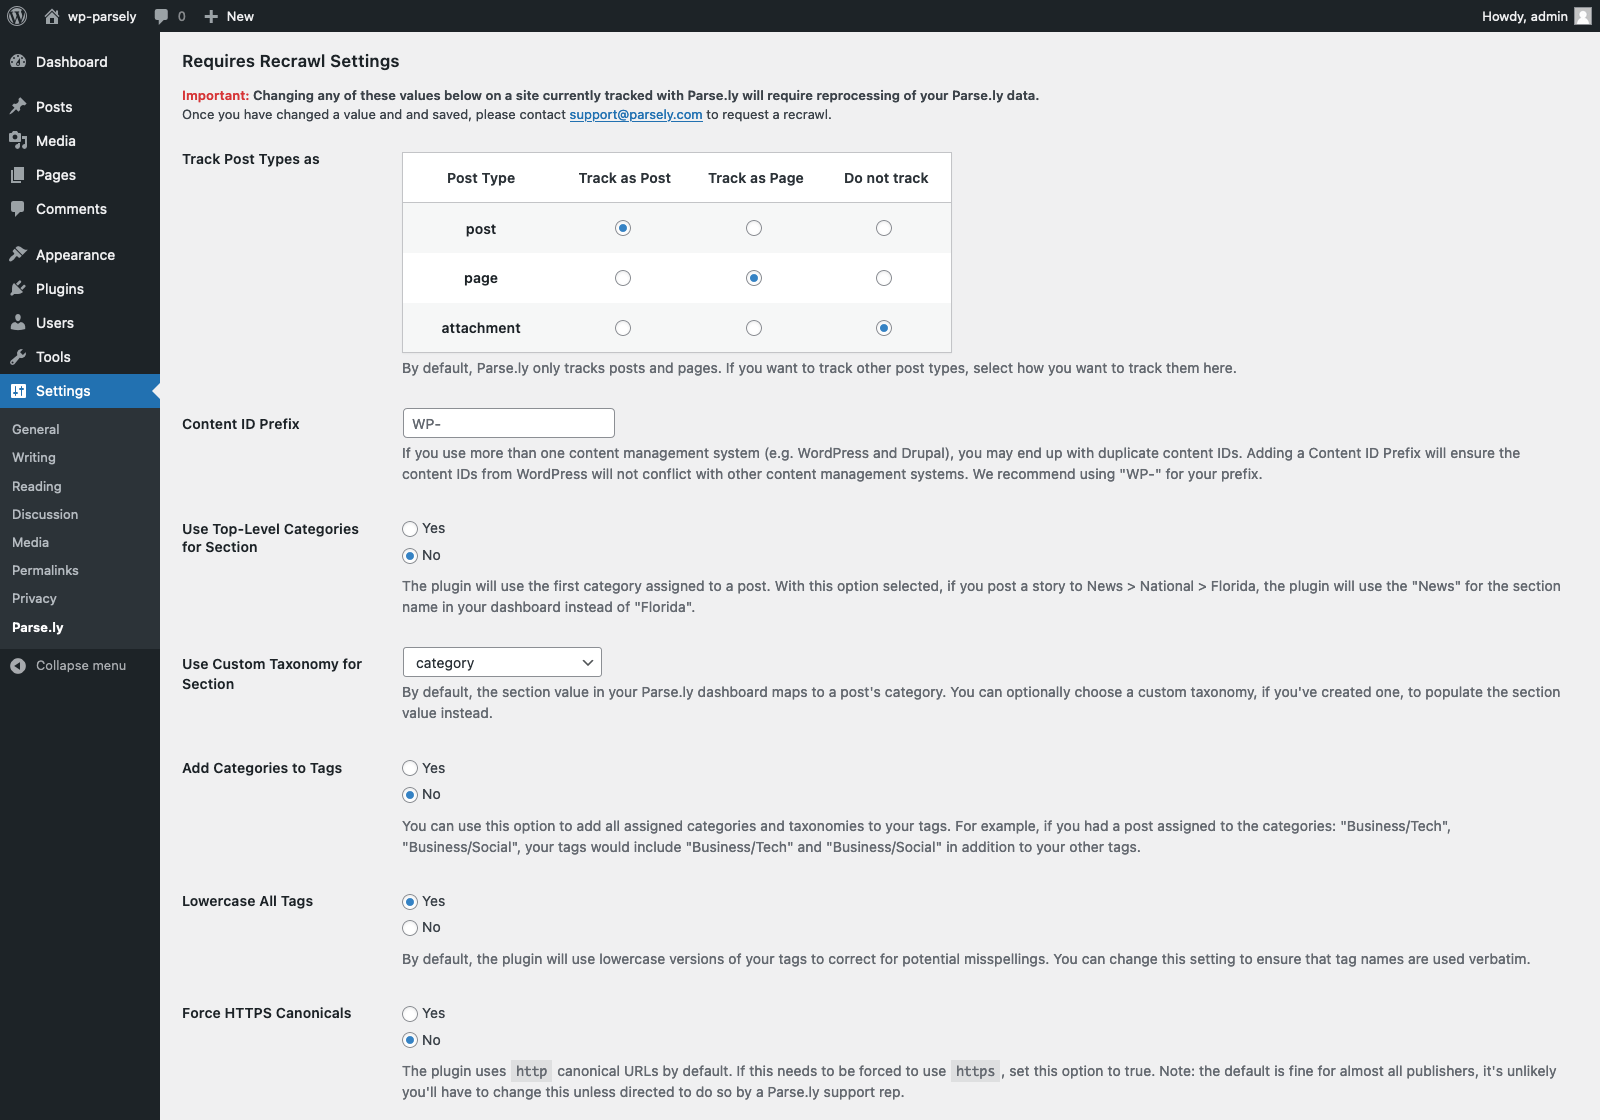 wp-parsely 0 New Howdy, admin
Dashboard
Posts
Media
Pages
Comments
Appearance
Plugins
Users
Tools
Settings
General
Writing
Reading
Discussion
Media
Permalinks
Privacy
Parse.ly
Collapse menu
Requires Recrawl Settings
Important: Changing any of these values below on a site currently tracked with Parse.ly will require reprocessing of your Parse.ly data.
Once you have changed a value and and saved, please contact support@parsely.com to request a recrawl.
Track Post Types as
Post Type Track as Post Track as Page Do not track
post
page
attachment
By default, Parse.ly only tracks posts and pages. If you want to track other post types, select how you want to track them here.
Content ID Prefix
WP-
If you use more than one content management system (e.g. WordPress and Drupal), you may end up with duplicate content IDs. Adding a Content ID Prefix will ensure the
content IDs from WordPress will not conflict with other content management systems. We recommend using "WP-" for your prefix.
Use Top-Level Categories
for Section
Yes
No
The plugin will use the first category assigned to a post. With this option selected, if you post a story to News > National > Florida, the plugin will use the "News" for the section
name in your dashboard instead of "Florida".
Use Custom Taxonomy for
Section
category
By default, the section value in your Parse.ly dashboard maps to a post's category. You can optionally choose a custom taxonomy, if you've created one, to populate the section
value instead.
Add Categories to Tags
Yes
No
You can use this option to add all assigned categories and taxonomies to your tags. For example, if you had a post assigned to the categories: "Business/Tech",
"Business/Social", your tags would include "Business/Tech" and "Business/Social" in addition to your other tags.
Lowercase All Tags
Yes
No
By default, the plugin will use lowercase versions of your tags to correct for potential misspellings. You can change this setting to ensure that tag names are used verbatim.
Force HTTPS Canonicals
Yes
No
The plugin uses http canonical URLs by default. If this needs to be forced to use https , set this option to true. Note: the default is fine for almost all publishers, it's unlikely
you'll have to change this unless directed to do so by a Parse.ly support rep.